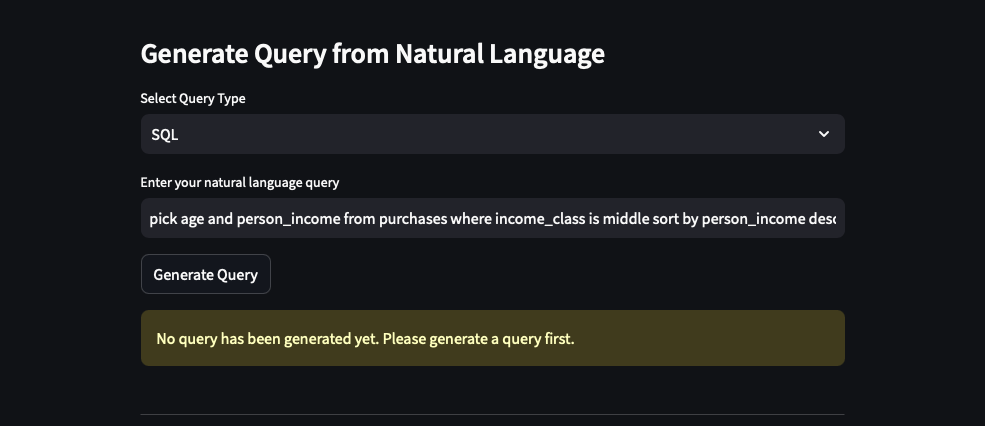 Generate Query from Natural Language
Select Query Type
SQL
Enter your natural language query
pick age and person_income from purchases where income_class is middle sort by person_income desc
Generate Query
No query has been generated yet. Please generate a query first.